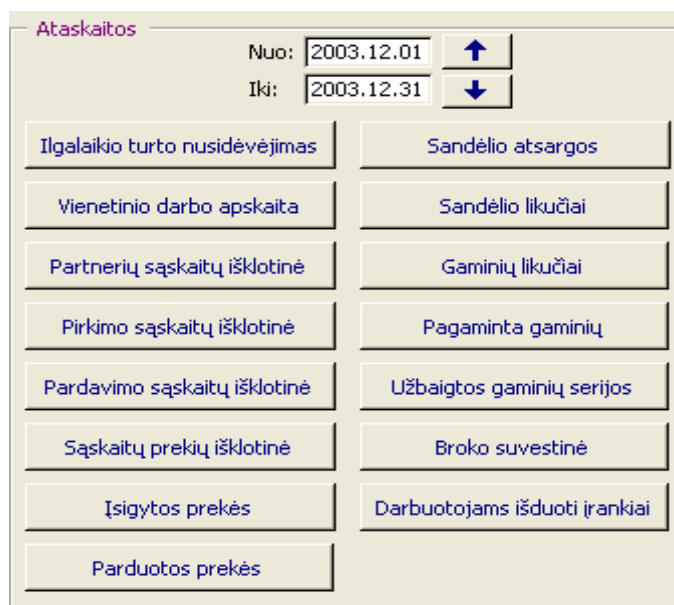 Ataskaitos
Nuo: 2003.12.01
Iki: 2003.12.31
Ilgalaikio turto nusidėvėjimas
Sandėlio atsargos
Vienetinio darbo apskaita
Sandėlio likučiai
Partnerių sąskaitų išklotinė
Gaminių likučiai
Pirkimo sąskaitų išklotinė
Pagaminta gaminių
Pardavimo sąskaitų išklotinė
Užbaigtos gaminių serijos
Sąskaitų prekių išklotinė
Broko suvestinė
Įsigytos prekės
Darbuotojams išduoti įrankiai
Parduotos prekės